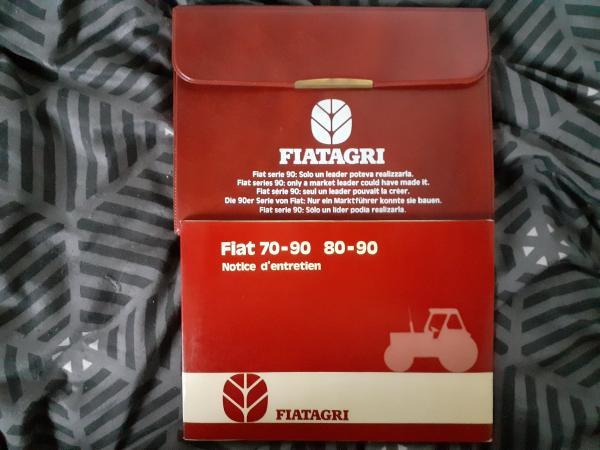 FIATAGRI
Fiat serie 90: Solo un leader poteva realizzarla.
Fiat series 90: only a market leader could have made it.
Fiat série 90: seul un leader pouvait la créer.
Die 90er Serie von Fiat: Nur ein Marktführer konnte sie bauen.
Fiat serie 90: Sólo un líder podía realizarla.
Fiat 70-90 80-90
Notice d'entretien
FIATAGRI